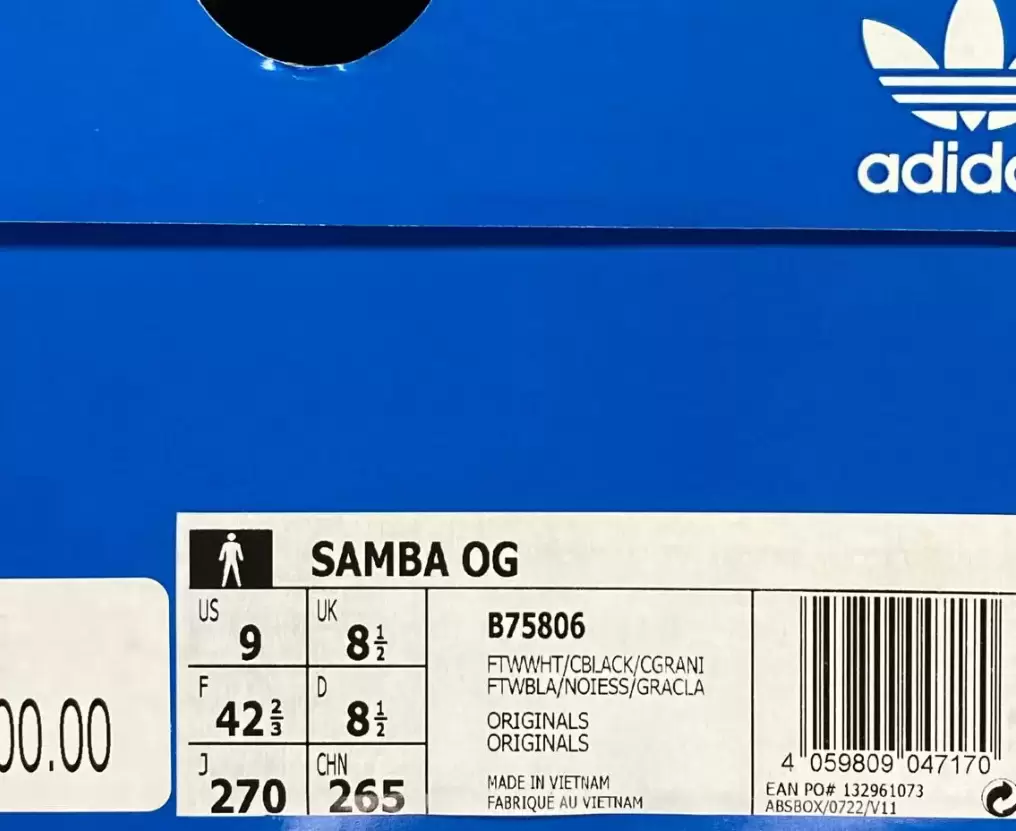 adida
SAMBA OG
US 9
UK 8 1/2
F 42 2/3
D 8 1/2
J 270
CHN 265
B75806
FTWWHT/CBLACK/CGRANI
FTWBLA/NOIESS/GRACLA
ORIGINALS
ORIGINALS
MADE IN VIETNAM
FABRIQUÉ AU VIETNAM
4 059809 047170
EAN PO# 132961073
ABSBOX/0722/V11
00.00